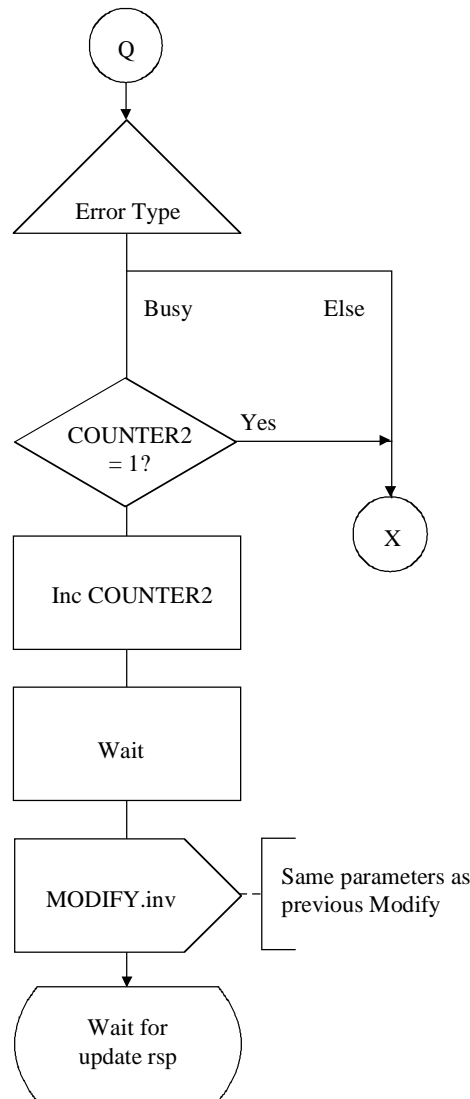 Q
Error Type
Busy
Else
COUNTER2
= 1?
Yes
X
Inc COUNTER2
Wait
MODIFY.inv
Same parameters as
previous Modify
Wait for
update rsp